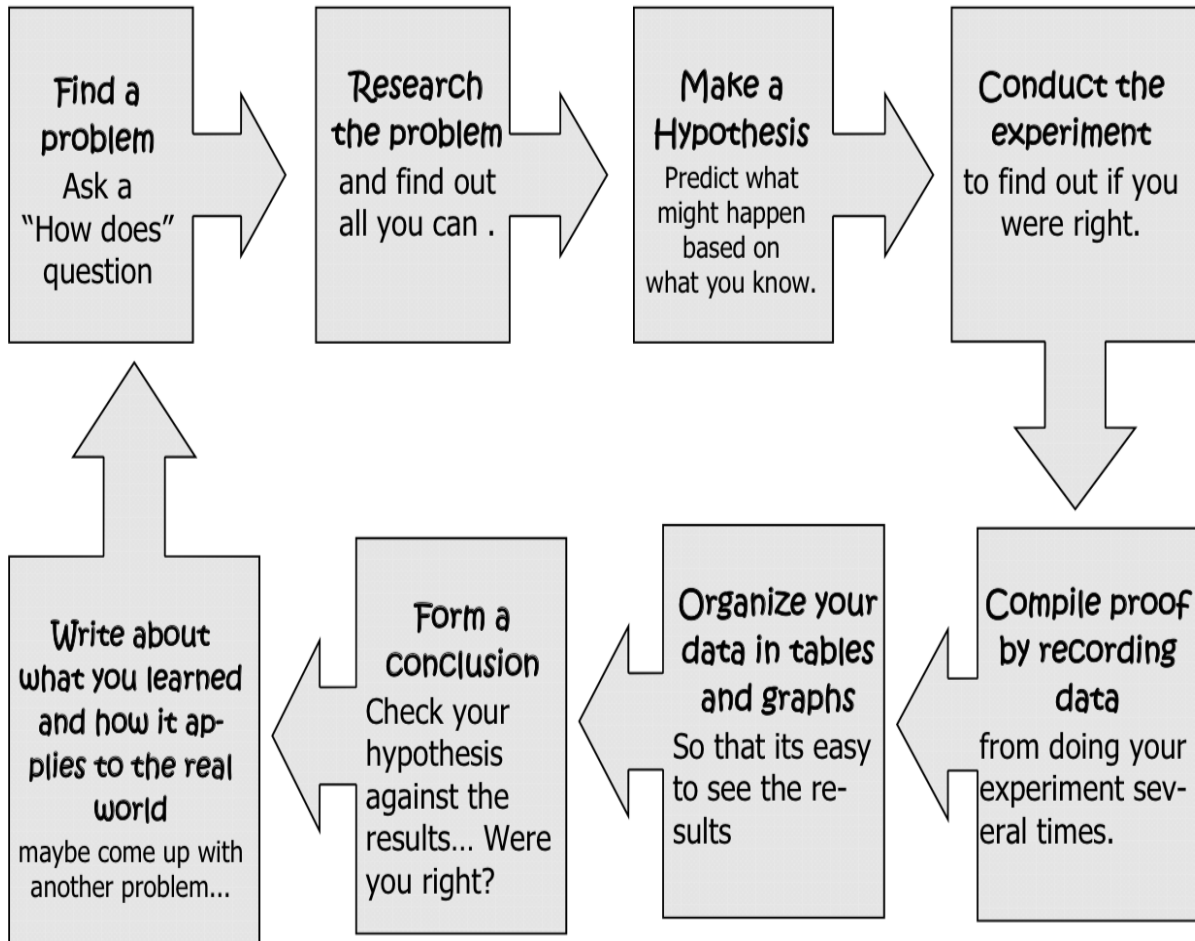 Find a
problem
Ask a
“How does”
question
Research
the problem
and find out
all you can .
Make a
Hypothesis
Predict what
might happen
based on
what you know.
Conduct the
experiment
to find out if you
were right.
Compile proof
by recording
data
from doing your
experiment sev-
eral times.
Organize your
data in tables
and graphs
So that its easy
to see the re-
sults
Form a
conclusion
Check your
hypothesis
against the
results... Were
you right?
Write about
what you learned
and how it ap-
plies to the real
world
maybe come up with
another problem...